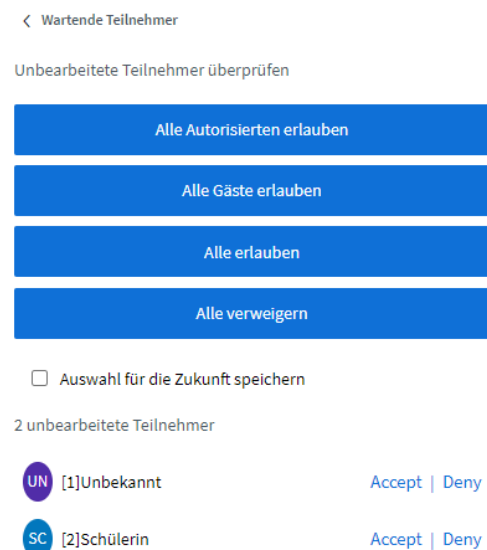 Wartende Teilnehmer
Unbearbeitete Teilnehmer überprüfen
Alle Autorisierten erlauben
Alle Gäste erlauben
Alle erlauben
Alle verweigern
Auswahl für die Zukunft speichern
2 unbearbeitete Teilnehmer
UN [1]Unbekannt Accept | Deny
SC [2]Schülerin Accept | Deny